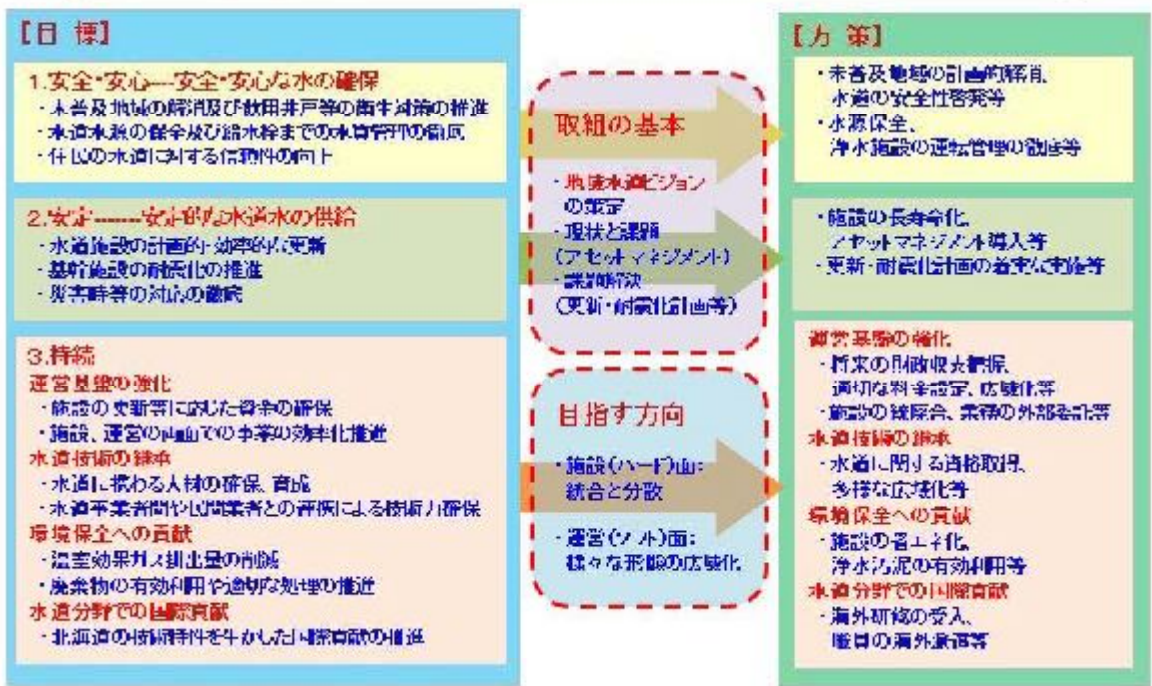 【目 標】
1.安全・安心----安全・安心な水の確保
・未普及地域の解消及び飲用井戸等の衛生対策の推進
・水道水源の保全及び給水栓までの水質管理の徹底
・住民の水道に対する信頼性の向上
2.安定-------安定的な水道水の供給
・水道施設の計画的・効率的な更新
・基幹施設の耐震化の推進
・災害時等の対応の徹底
3.持続
運営基盤の強化
・施設の更新等に応じた資金の確保
・施設、運営の両面での事業の効率化推進
水道技術の継承
・水道に携わる人材の確保、育成
・水道事業者間や民間業者との連携による技術力確保
環境保全への貢献
・温室効果ガス排出量の削減
・廃棄物の有効利用や適切な処理の推進
水道分野での国際貢献
・北海道の技術特性を生かした国際貢献の推進
取組の基本
・地域水道ビジョン
の策定
・現状と課題
(アセットマネジメント)
・課題解決
(更新・耐震化計画等)
目指す方向
・施設(ハード)面:
統合と分散
・運営(ソフト)面:
様々な形態の広域化
【方 策】
・未普及地域の計画的解消、
水道の安全性啓発等
・水源保全、
浄水施設の運転管理の徹底等
・施設の長寿命化、
アセットマネジメント導入等
・更新・耐震化計画の着実な実施等
運営基盤の強化
・将来の財政収支把握、
適切な料金設定、広域化等
・施設の統廃合、業務の外部委託等
水道技術の継承
・水道に関する資格取得、
多様な広域化等
環境保全への貢献
・施設の省エネ化、
浄水汚泥の有効利用等
水道分野での国際貢献
・海外研修の受入、
職員の海外派遣等